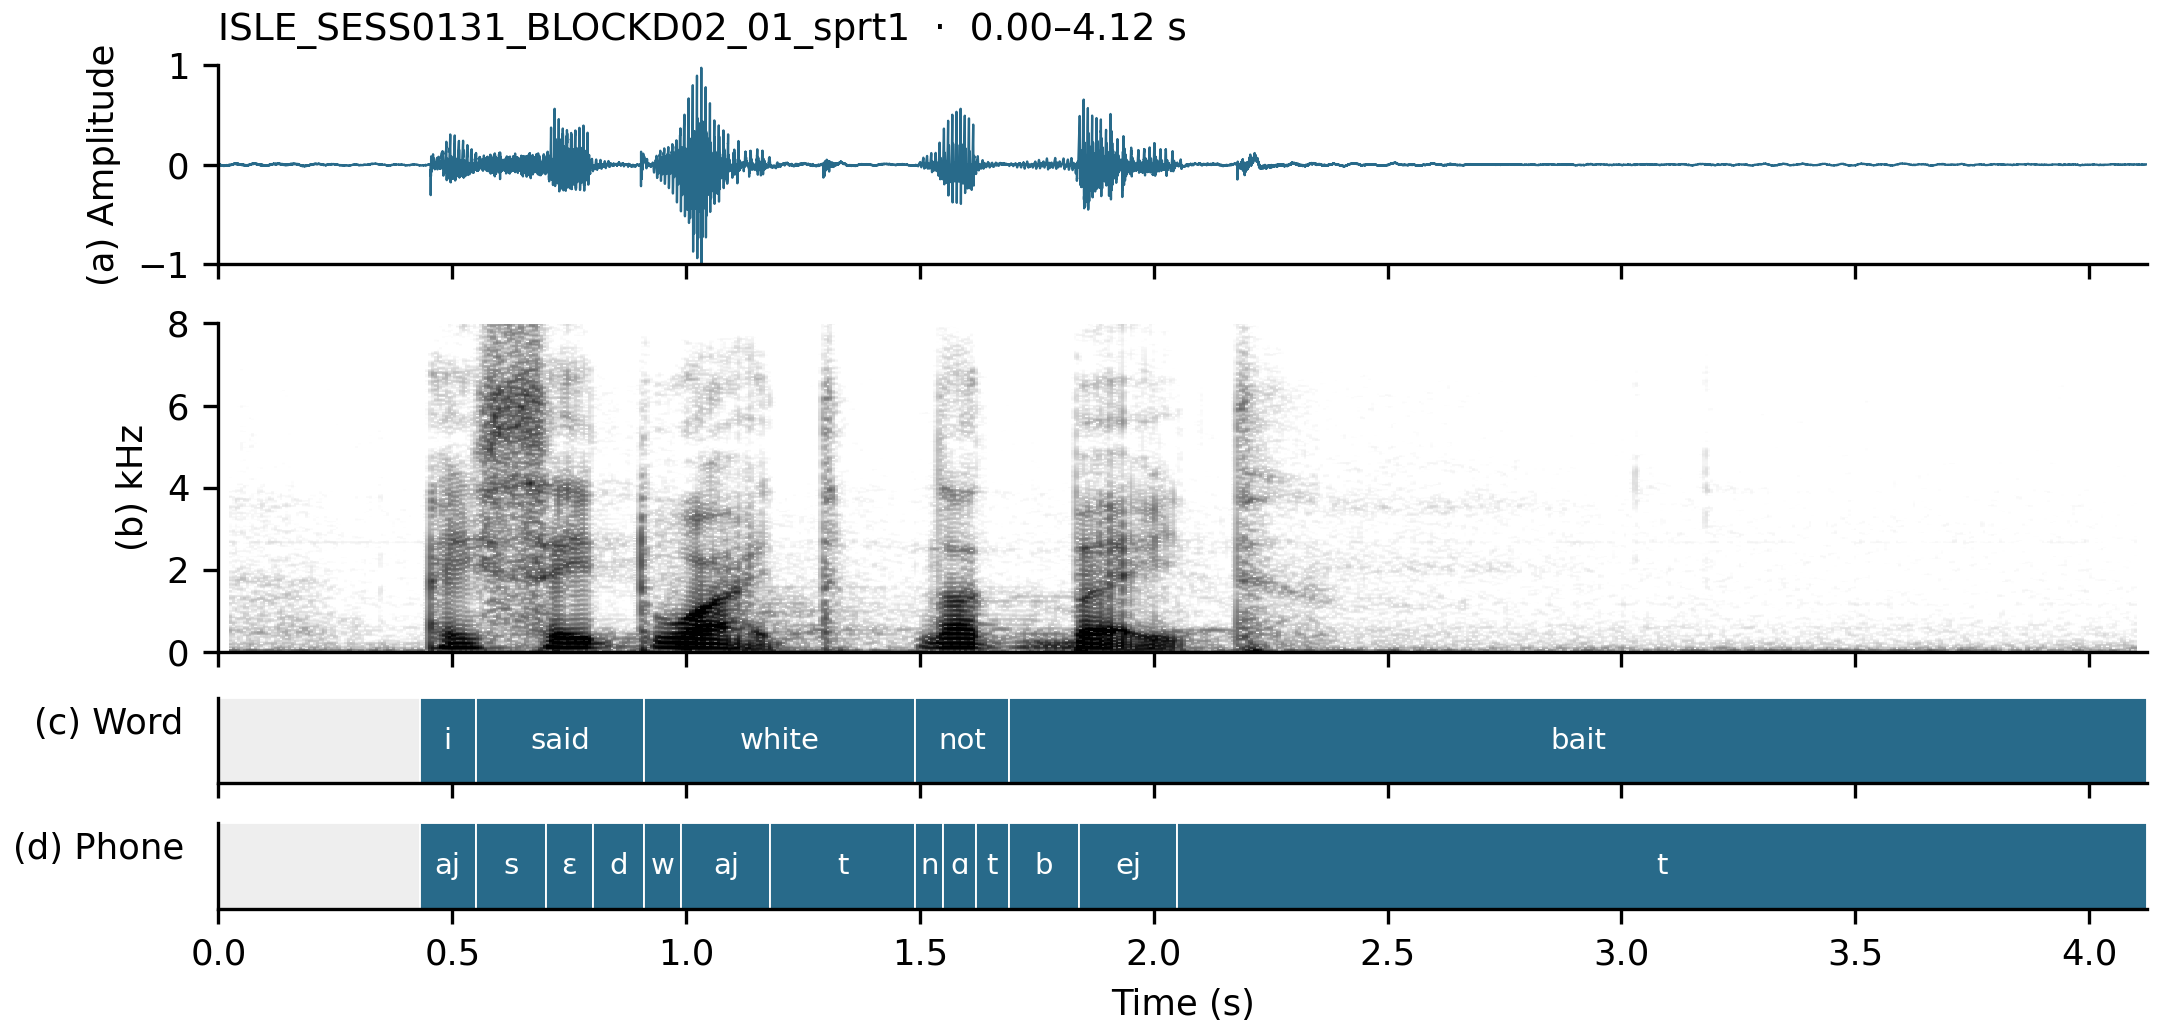 ISLE_SESS0131_BLOCKD02_01_sprt1 · 0.00–4.12 s
(a) Amplitude
1
0
−1
(b) kHz
8
6
4
2
0
(c) Word
i said white not bait
(d) Phone
aj s ɛ d w aj t n ɑ t b ej t
0.0 0.5 1.0 1.5 2.0 2.5 3.0 3.5 4.0
Time (s)